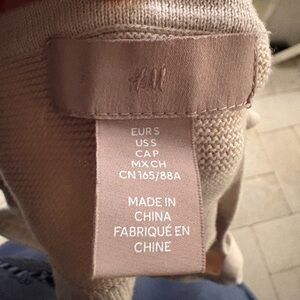 H&M
EUR S
US S
CA P
MX CH
CN 165/88A
MADE IN
CHINA
FABRIQUÉ EN
CHINE